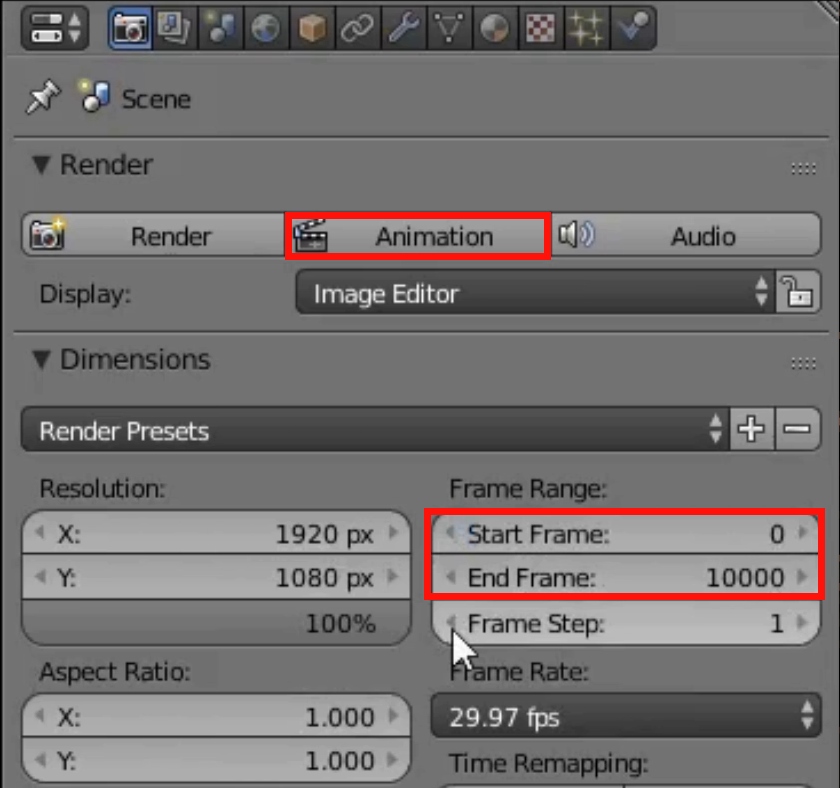 Scene
Render
Render Animation Audio
Display: Image Editor
Dimensions
Render Presets
Resolution: Frame Range:
X: 1920 px Start Frame: 0
Y: 1080 px End Frame: 10000
100% Frame Step: 1
Aspect Ratio: Frame Rate:
X: 1.000 29.97 fps
Y: 1.000 Time Remapping: